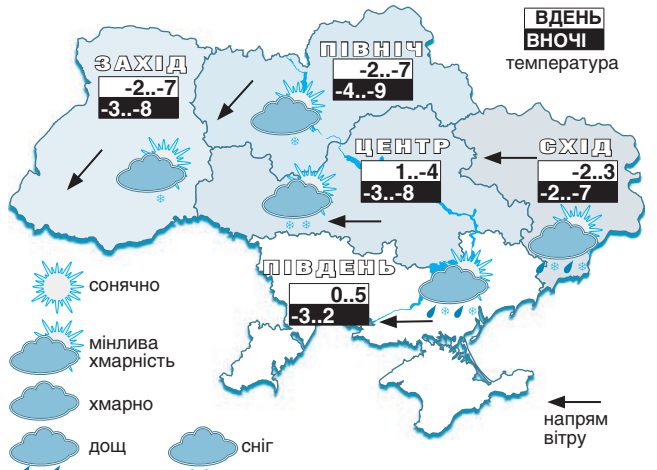 ВДЕНЬ
ВНОЧІ
температура
ПІВНІЧ
-2..-7
-4..-9
ЗАХІД
-2..-7
-3..-8
ЦЕНТР
1..-4
-3..-8
СХІД
-2..3
-2..-7
ПІВДЕНЬ
0..5
-3..2
сонячно
мінлива
хмарність
хмарно
дощ
сніг
напрям
вітру